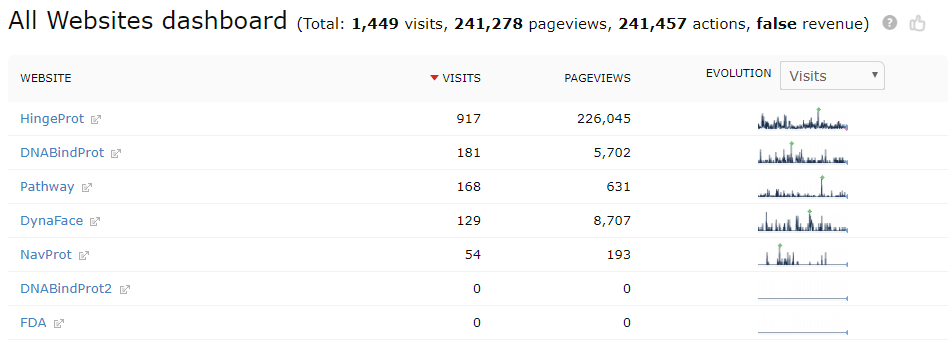 All Websites dashboard (Total: 1,449 visits, 241,278 pageviews, 241,457 actions, false revenue) ?
WEBSITE VISITS PAGEVIEWS EVOLUTION Visits
HingeProt 917 226,045
DNABindProt 181 5,702
Pathway 168 631
DynaFace 129 8,707
NavProt 54 193
DNABindProt2 0 0
FDA 0 0